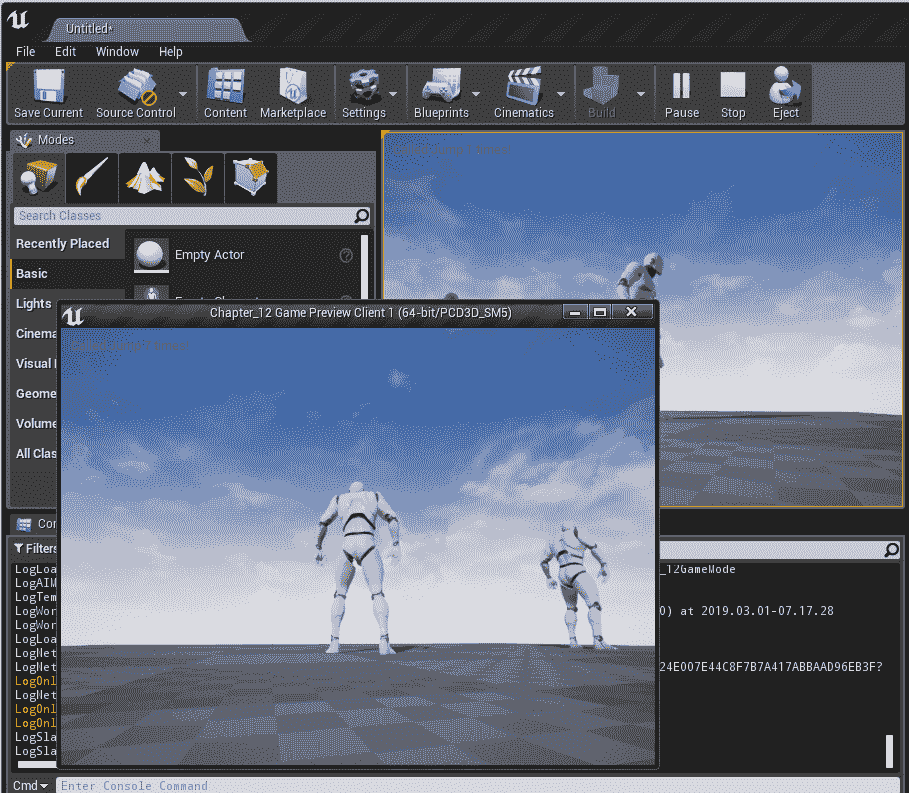 Untitled*
File Edit Window Help
Save Current Source Control Content Marketplace Settings Blueprints Cinematics Build Pause Stop Eject
Modes
Search Classes
Recently Placed
Empty Actor
Basic
Lights
Chapter_12 Game Preview Client 1 (64-bit/PCD3D_SM5)
Cinema
Visual
Geome
Volume
All Clas
Con
Filters
LogLoa
_12GameMode
LogAIM
LogTem
LogWor
0) at 2019.03.01-07.17.28
LogWor
LogLoa
LogNet
LogNet
24E007E44C8F7B7A417ABBAAD96EB3F?
LogOnl
LogNet
LogOnl
LogOnl
LogSla
LogSla
Cmd Enter Console Command